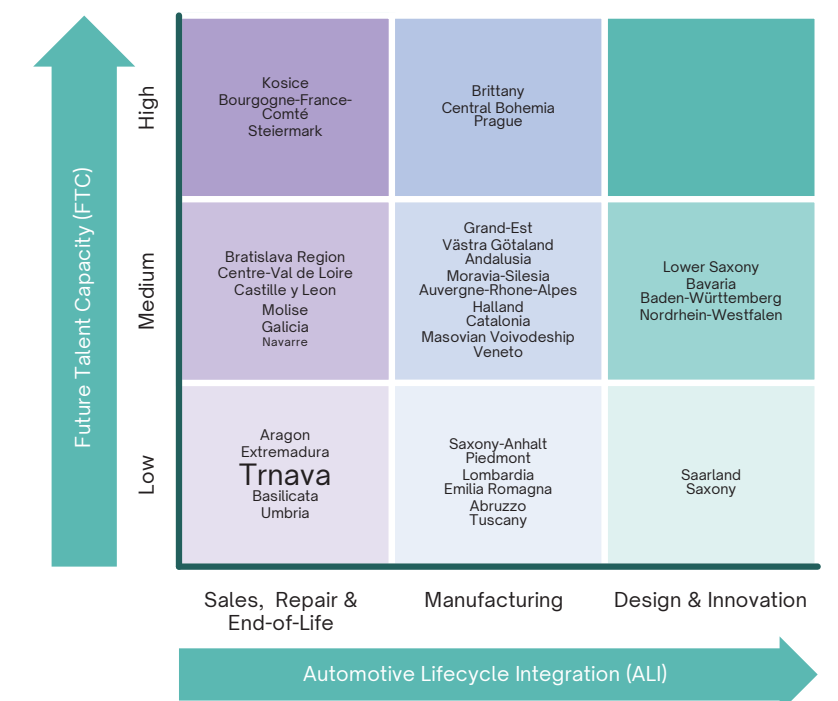 Future Talent Capacity (FTC)
High
Kosice
Bourgogne-France-
Comté
Steiermark
Brittany
Central Bohemia
Prague
Medium
Bratislava Region
Centre-Val de Loire
Castille y Leon
Molise
Galicia
Navarre
Grand-Est
Västra Götaland
Andalusia
Moravia-Silesia
Auvergne-Rhone-Alpes
Halland
Catalonia
Masovian Voivodeship
Veneto
Lower Saxony
Bavaria
Baden-Württemberg
Nordrhein-Westfalen
Low
Aragon
Extremadura
Trnava
Basilicata
Umbria
Saxony-Anhalt
Piedmont
Lombardia
Emilia Romagna
Abruzzo
Tuscany
Saarland
Saxony
Sales, Repair &
End-of-Life
Manufacturing
Design & Innovation
Automotive Lifecycle Integration (ALI)